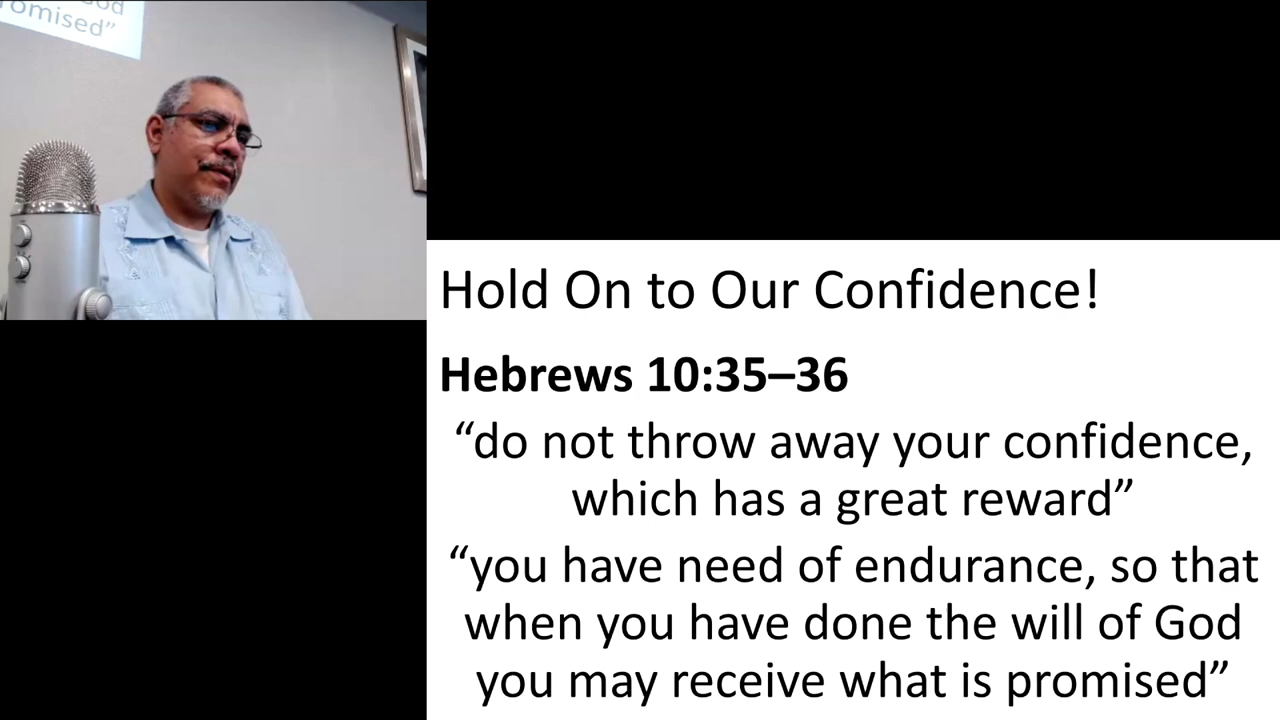 God
romised”
Hold On to Our Confidence!
Hebrews 10:35–36
“do not throw away your confidence,
which has a great reward”
“you have need of endurance, so that
when you have done the will of God
you may receive what is promised”